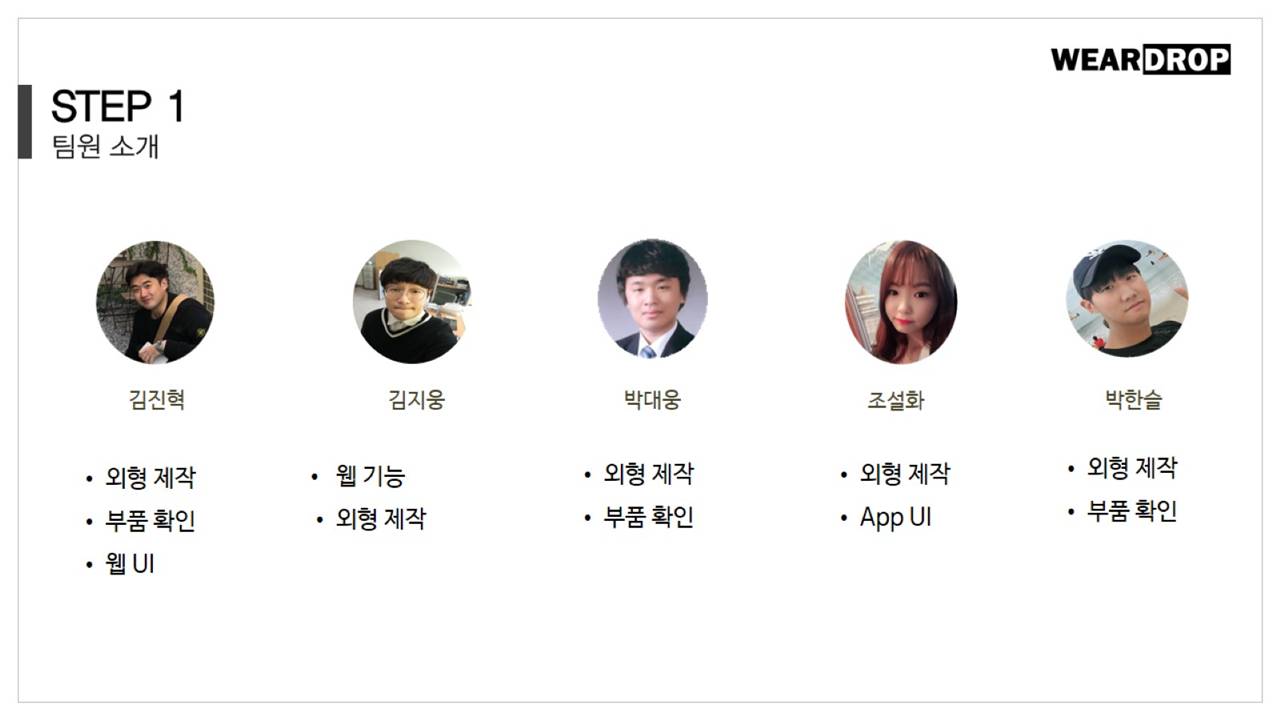 WEARDROP
STEP 1
팀원 소개
김진혁
• 외형 제작
• 부품 확인
• 웹 UI
김지웅
• 웹 기능
• 외형 제작
박대웅
• 외형 제작
• 부품 확인
조설화
• 외형 제작
• App UI
박한슬
• 외형 제작
• 부품 확인